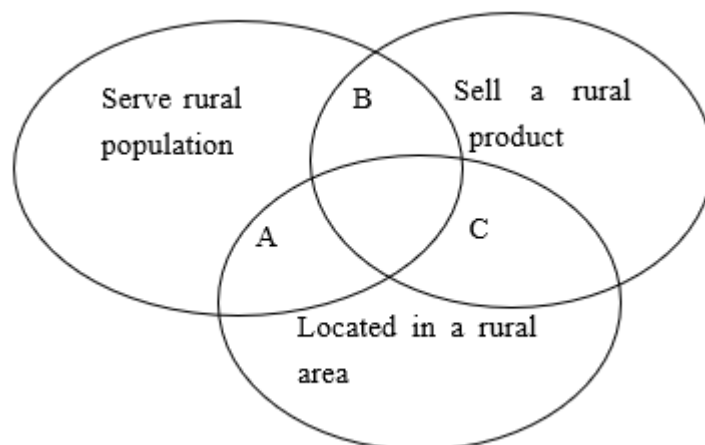 Serve rural
population
B
Sell a rural
product
A
C
Located in a rural
area